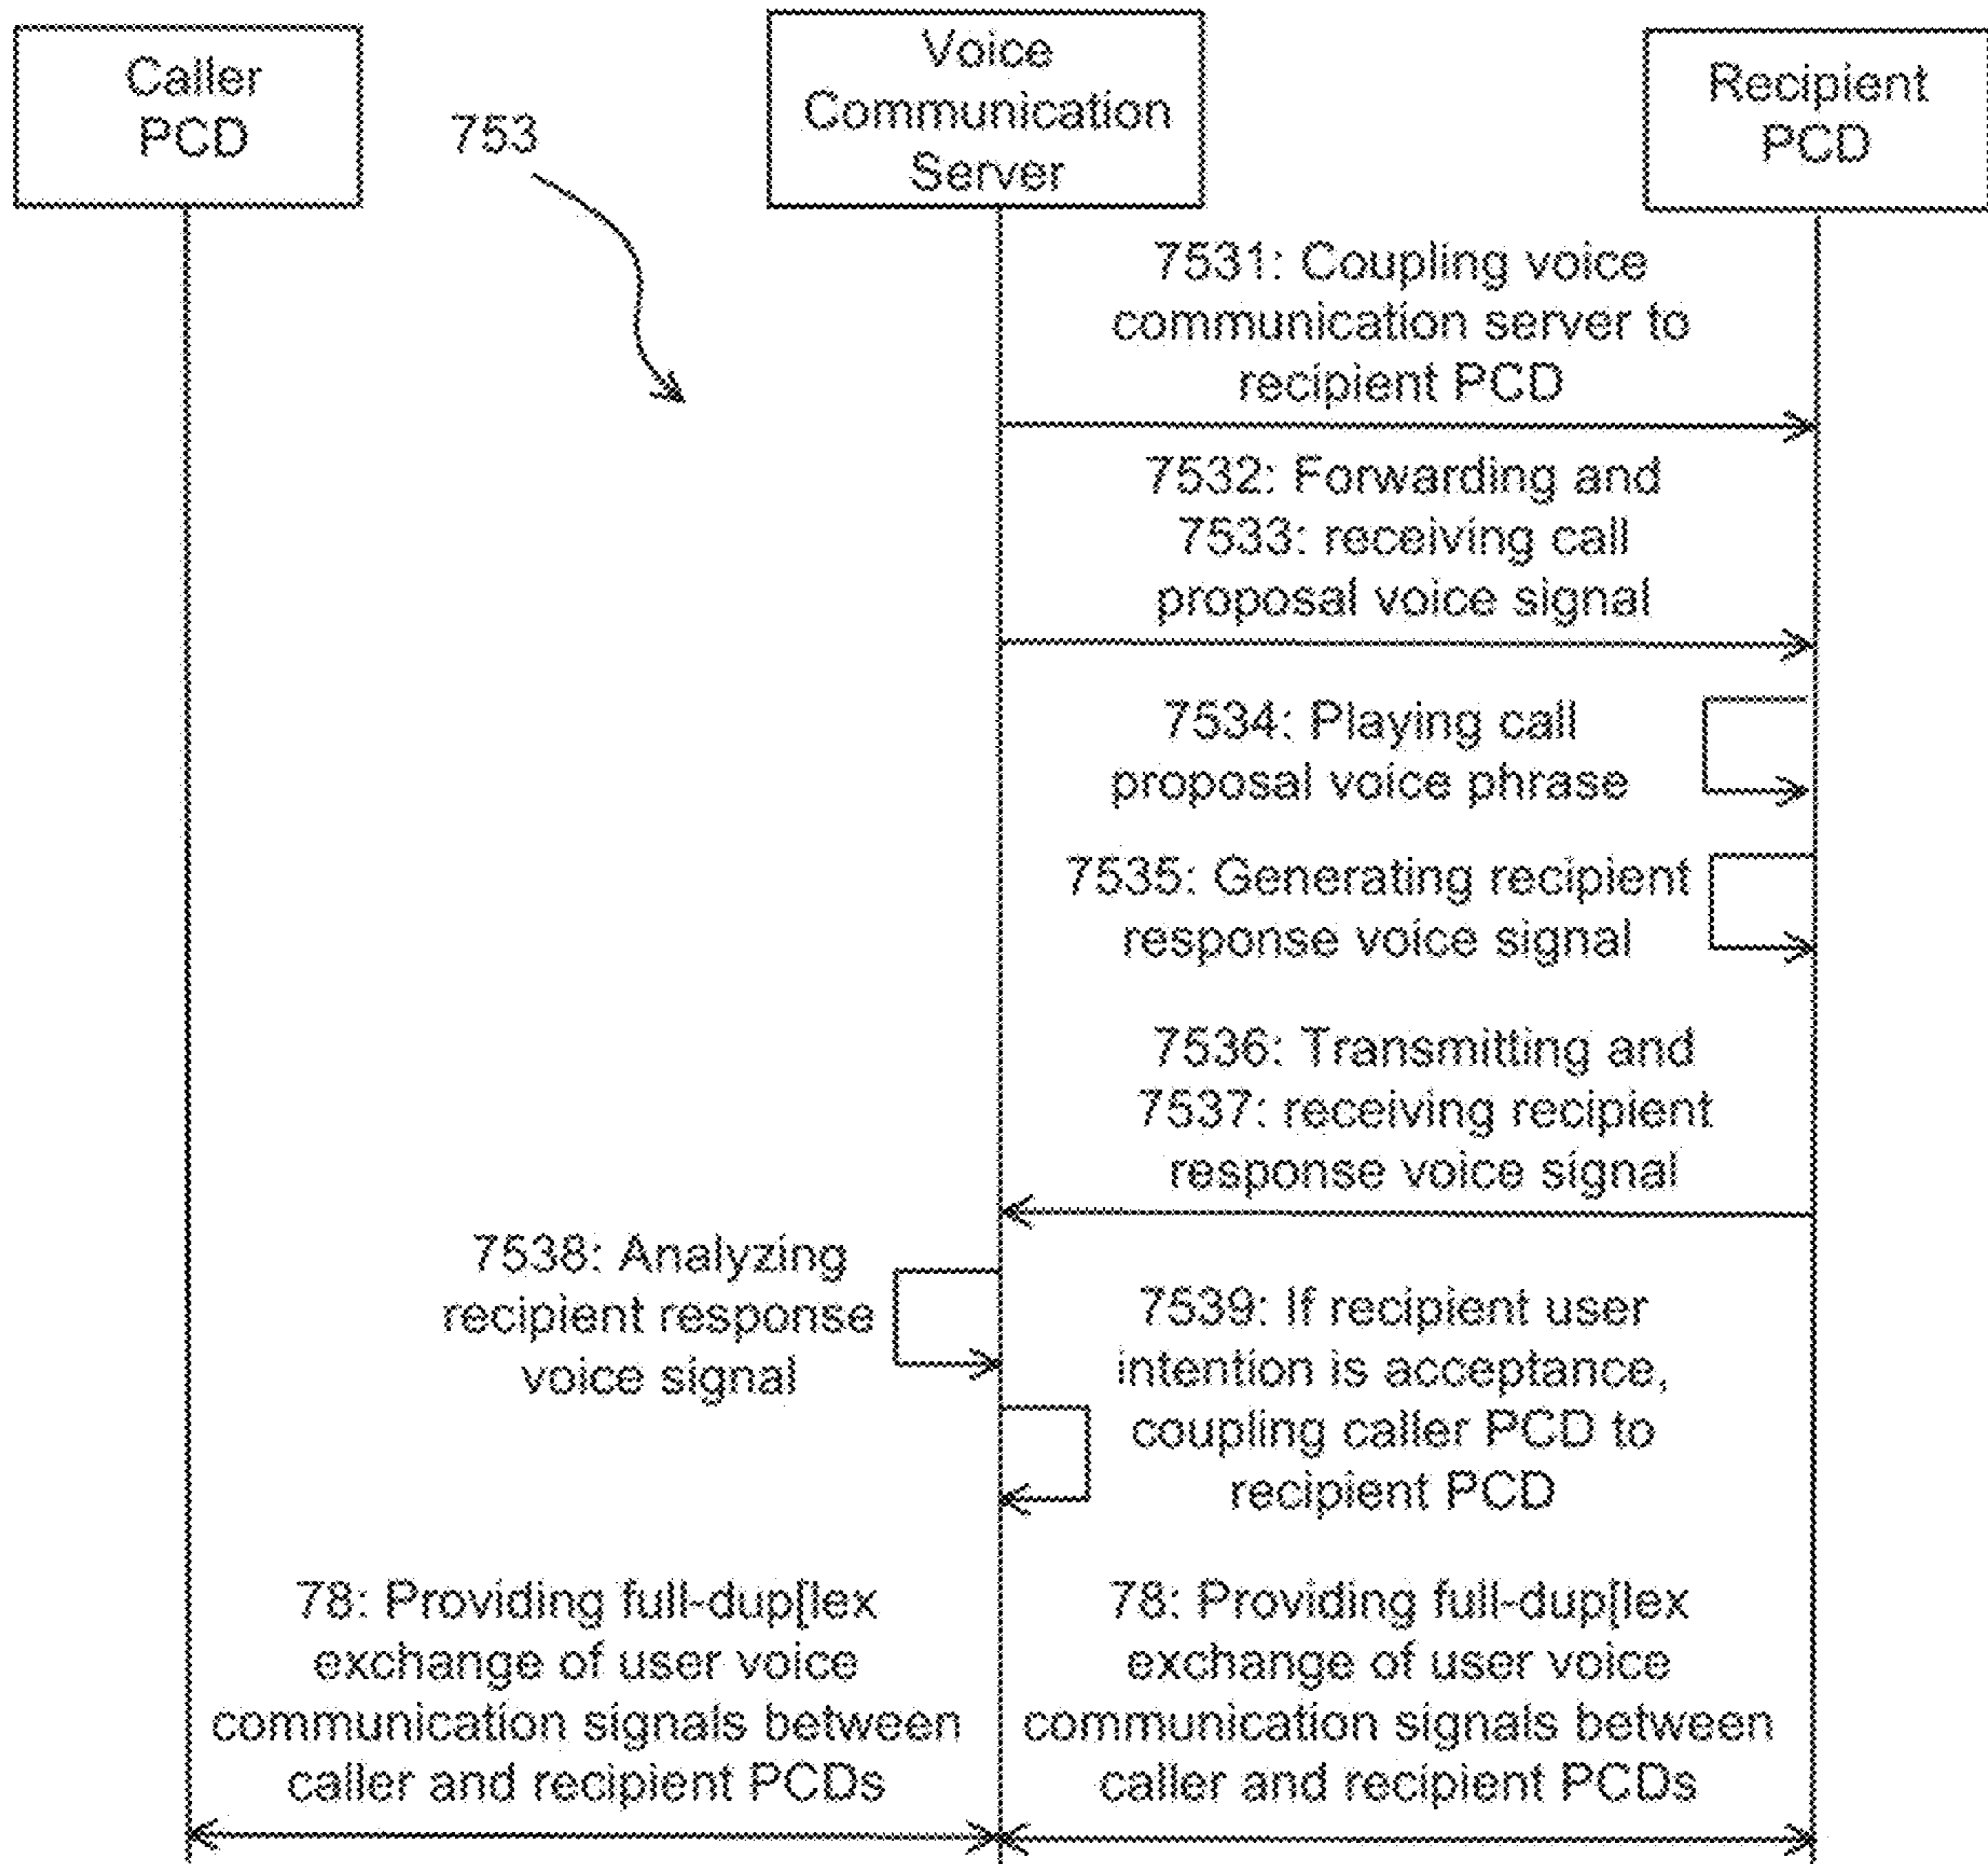 Caller
PCD
753
Voice
Communication
Server
Recipient
PCD
7531: Coupling voice
communication server to
recipient PCD
7532: Forwarding and
7533: receiving call
proposal voice signal
7534: Playing call
proposal voice phrase
7535: Generating recipient
response voice signal
7536: Transmitting and
7537: receiving recipient
response voice signal
7538: Analyzing
recipient response
voice signal
7539: If recipient user
intention is acceptance,
coupling caller PCD to
recipient PCD
78: Providing full-dup[lex
exchange of user voice
communication signals between
caller and recipient PCDs
78: Providing full-dup[lex
exchange of user voice
communication signals between
caller and recipient PCDs